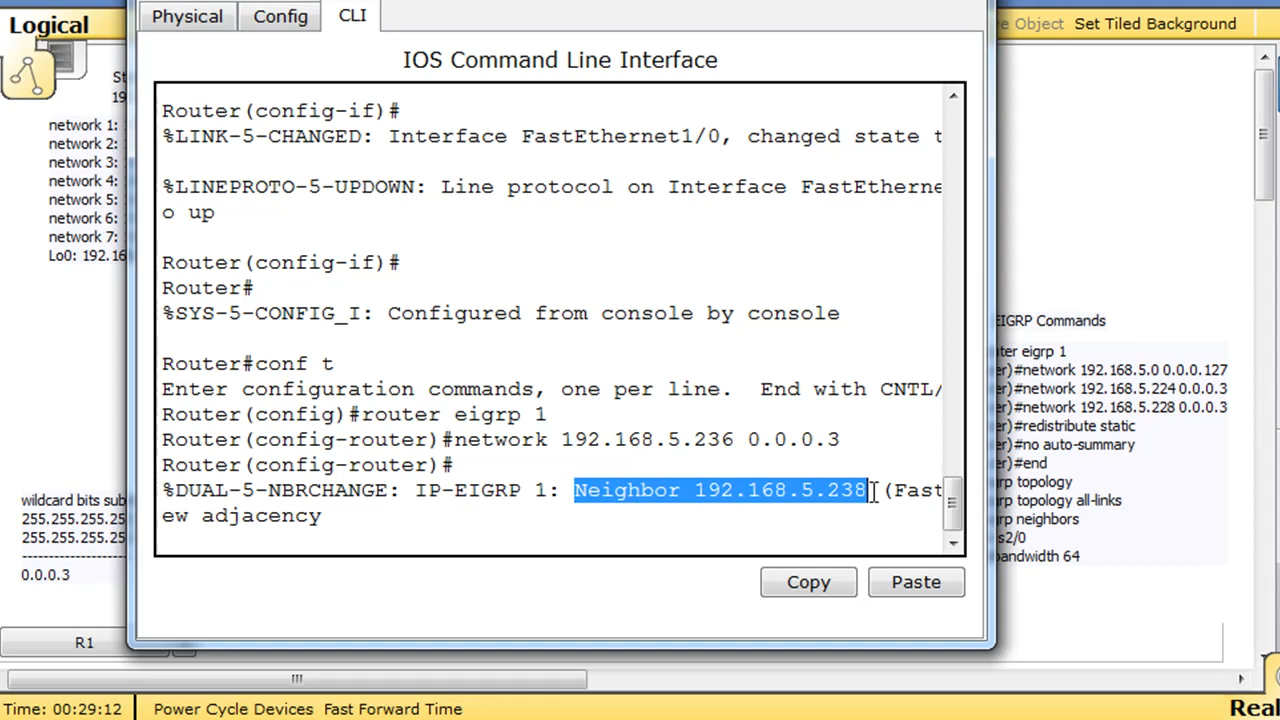 Physical
Config
CLI
Logical
Object
Set Tiled Background
IOS Command Line Interface
St
19
network 1:
network 2:
network 3:
network 4:
network 5:
network 6:
network 7:
Lo0: 192.16
Router(config-if)#
%LINK-5-CHANGED: Interface FastEthernet1/0, changed state t
%LINEPROTO-5-UPDOWN: Line protocol on Interface FastEtherne
o up
Router(config-if)#
Router#
%SYS-5-CONFIG_I: Configured from console by console
Router#conf t
Enter configuration commands, one per line.  End with CNTL/
Router(config)#router eigrp 1
Router(config-router)#network 192.168.5.236 0.0.0.3
Router(config-router)#
%DUAL-5-NBRCHANGE: IP-EIGRP 1: Neighbor 192.168.5.238 (Fast
ew adjacency
Copy
Paste
EIGRP Commands
uter eigrp 1
r)#network 192.168.5.0 0.0.0.127
r)#network 192.168.5.224 0.0.0.3
r)#network 192.168.5.228 0.0.0.3
r)#redistribute static
r)#no auto-summary
r)#end
rp topology
rp topology all-links
rp neighbors
s2/0
bandwidth 64
wildcard bits sub
255.255.255.25
255.255.255.25
0.0.0.3
R1
Time: 00:29:12
Power Cycle Devices
Fast Forward Time
Real